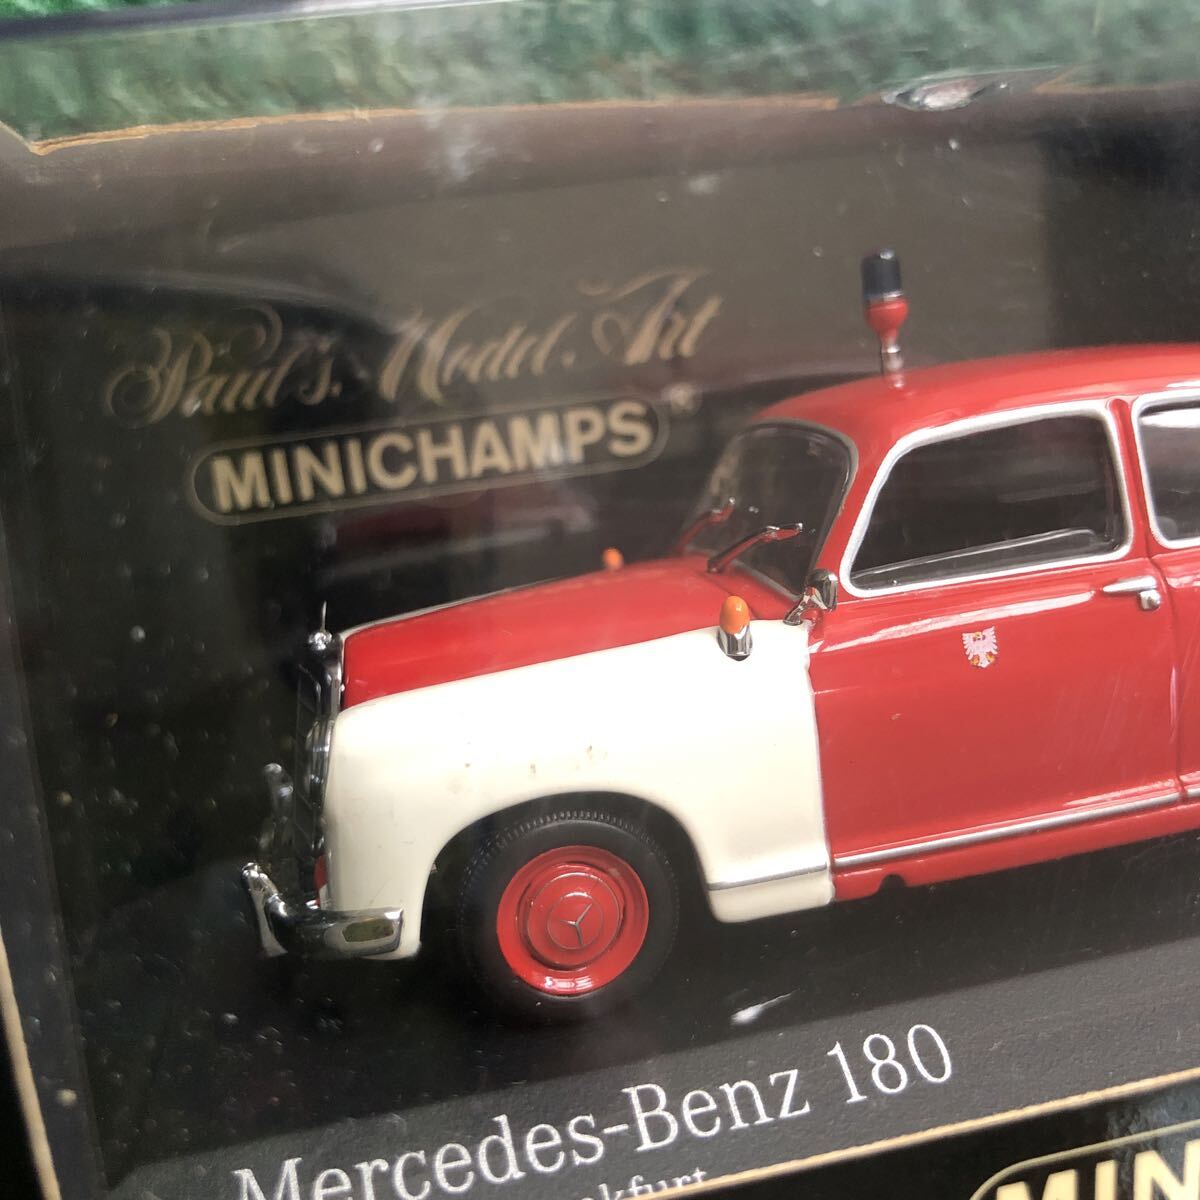 Paul's Model Art
MINICHAMPS®
Mercedes-Benz 180